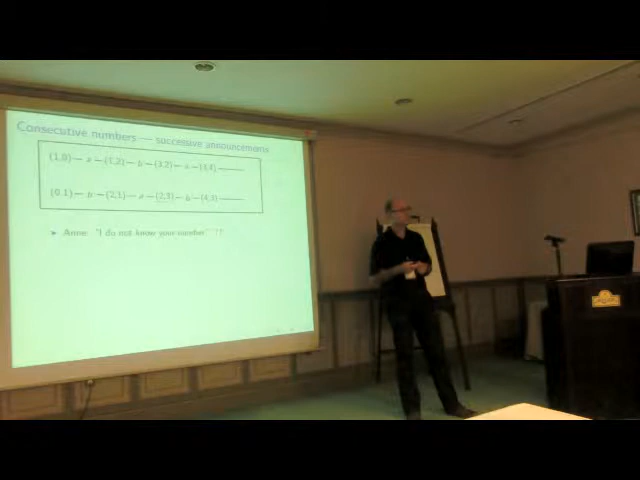 Consecutive numbers — successive announcements
(1,0) — a — (1,2) — b — (3,2) — a — (3,4) ———
(0,1) — b — (2,1) — a — (2,3) — b — (4,3) ———
► Anne: "I do not know your number"